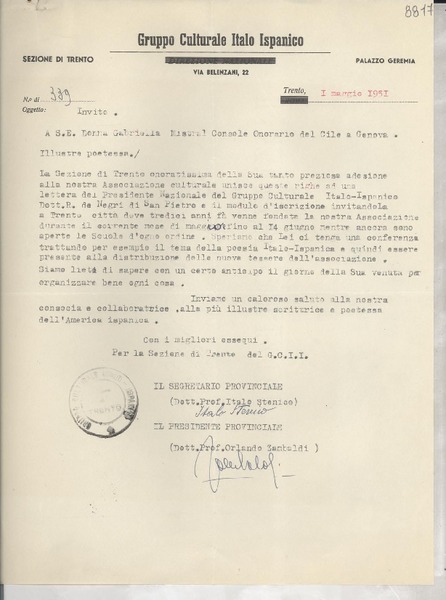 8817
Gruppo Culturale Italo Ispanico
SEZIONE DI TRENTO
DIREZIONE NAZIONALE
PALAZZO GEREMIA
VIA BELENZANI, 22
Trento, 1 maggio 1951
N.º di 339
Oggetto: Invito .
A S.E. Donna Gabriella Mistral Console Onorario del Cile a Genova.
Illustre poetessa./
La Sezione di Trento onoratissima della Sua tanto preziosa adesione
alla nostra Associazione culturale unisce queste righe ad una
lettera del Presidente Nazionale del Gruppo Culturale Italo-Ispanico
Dott.R. de Negri di San Pietro e il modulo d'iscrizione invitandola
a Trento città dove tredici anni fà venne fondata la nostra Associazione
durante il corrente mese di maggio o fino al 14 giugno mentre ancora sono
aperte le Scuole d'ogni ordine . Speriamo che Lei ci tenga una conferenza
trattando per esempio il tema della poesia Italo-Ispanica e quindi essere
presente alla distribuzione delle nuove tessere dell'associazione .
Siamo lieti di sapere con un certo anticipo il giorno della Sua venuta per
organizzare bene ogni cosa .
Inviamo un caloroso saluto alla nostra
consocia e collaboratrice ,alla più illustre scrittrice e poetessa
dell'America ispanica .
Con i migliori ossequi .
Per la Sezione di Trento del G.C.I.I.
IL SEGRETARIO PROVINCIALE
(Dott.Prof.Italo Stenico)
Italo Stenico
IL PRESIDENTE PROVINCIALE
(Dott.Prof.Orlando Zambaldi )